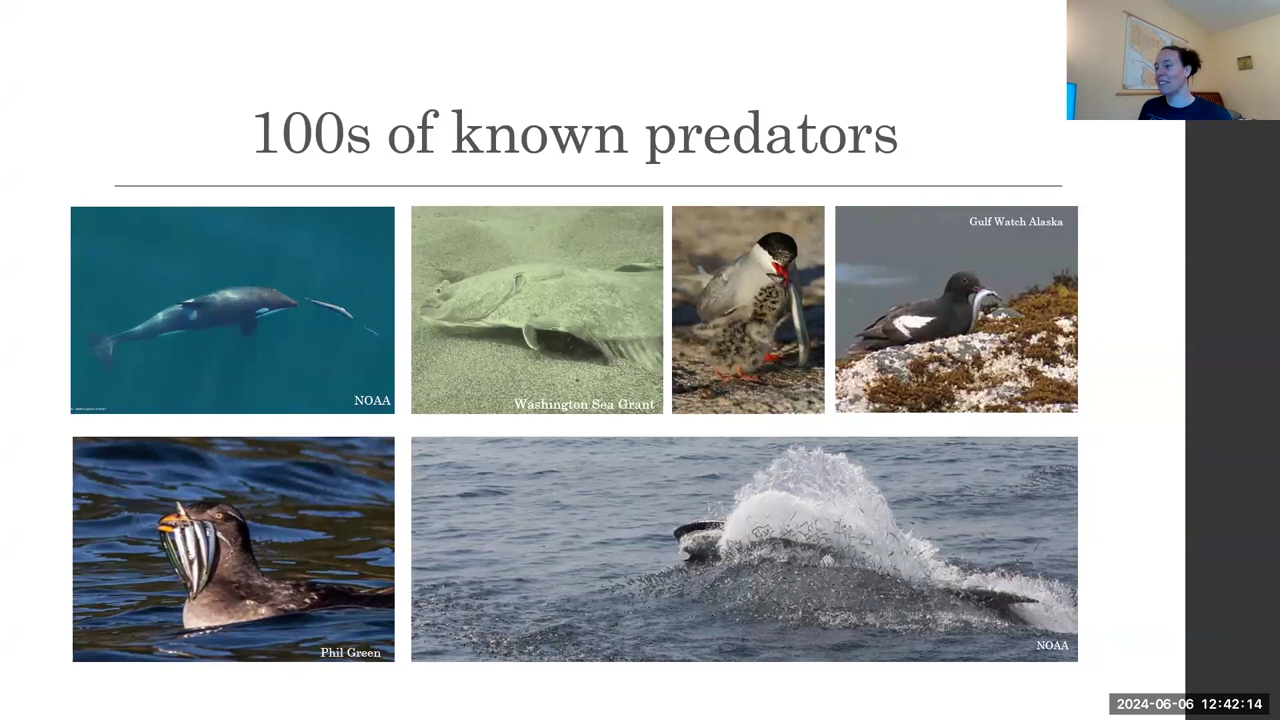 100s of known predators
Gulf Watch Alaska
NOAA
Washington Sea Grant
Phil Green
NOAA
2024-06-06 12:42:14